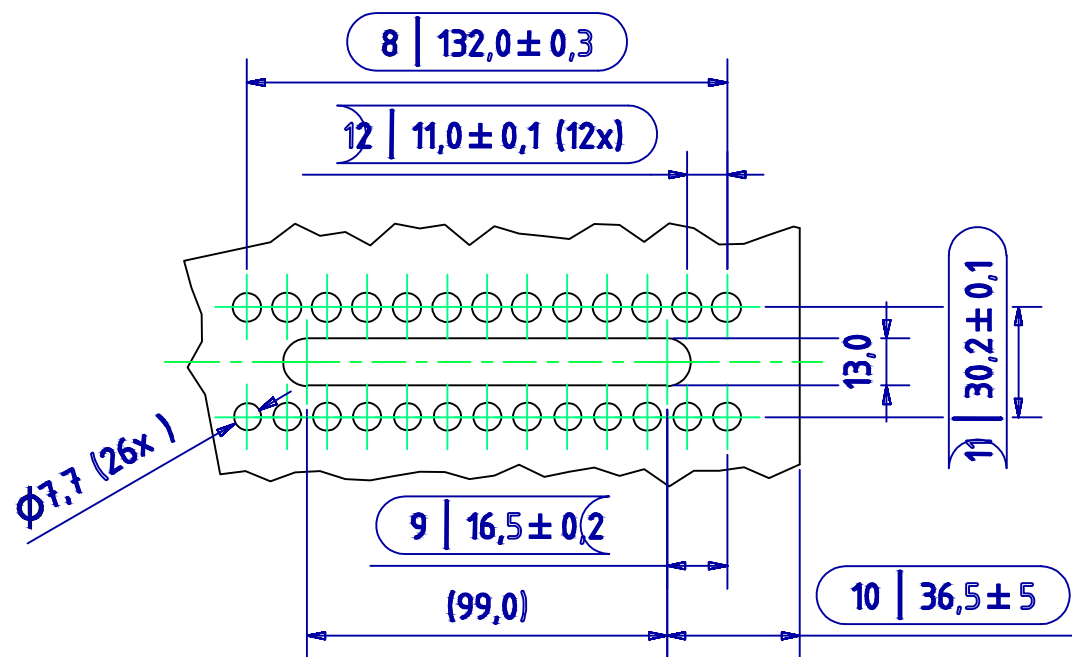 8 | 132,0 ± 0,3
12 | 11,0 ± 0,1 (12x)
11 | 30,2 ± 0,1
13,0
Φ7,7 (26x )
9 | 16,5 ± 0,2
(99,0)
10 | 36,5 ± 5